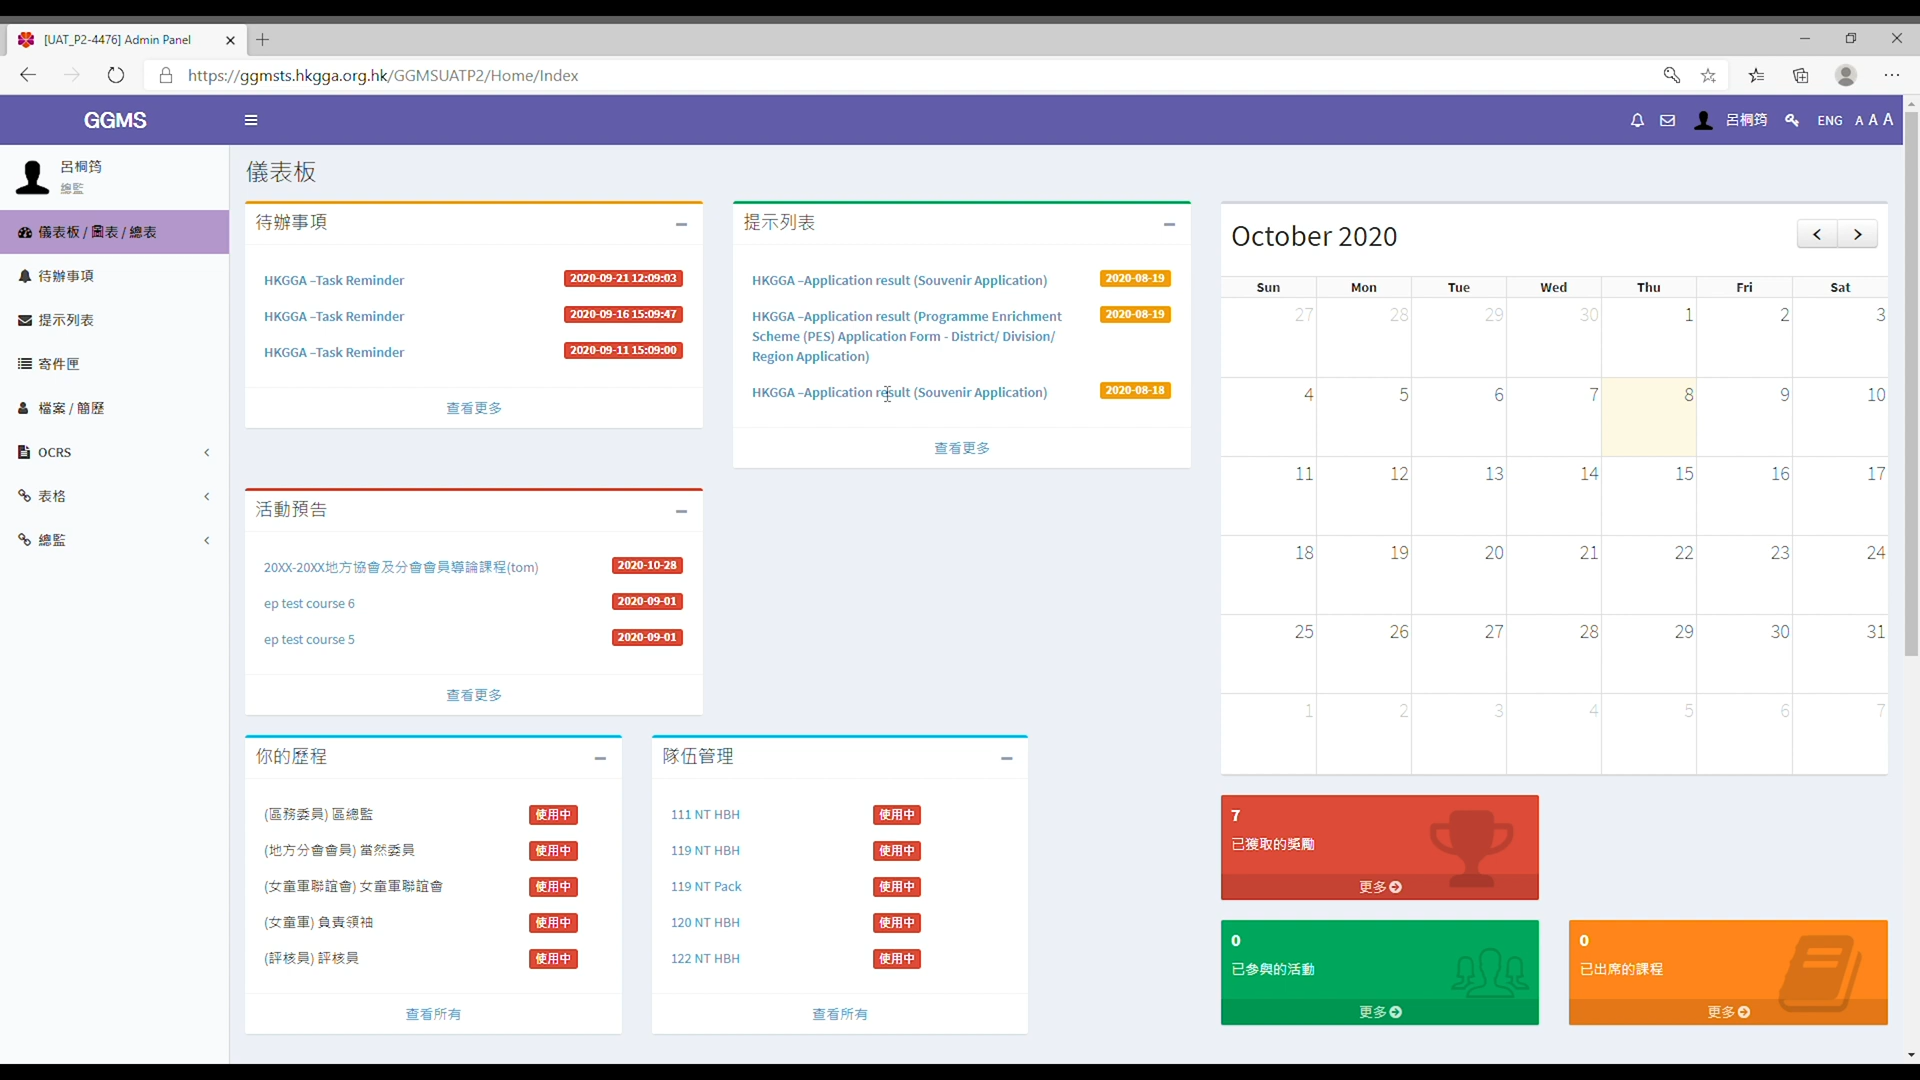 [UAT_P2-4476] Admin Panel
https://ggmsts.hkgga.org.hk/GGMSUATP2/Home/Index
GGMS
呂桐筠
ENG A A A
呂桐筠
總監
儀表板 / 圖表 / 總表
待辦事項
提示列表
寄件匣
檔案 / 簡歷
OCRS
表格
總監
儀表板
待辦事項
HKGGA –Task Reminder 2020-09-21 12:09:03
HKGGA –Task Reminder 2020-09-16 15:09:47
HKGGA –Task Reminder 2020-09-11 15:09:00
查看更多
提示列表
HKGGA –Application result (Souvenir Application) 2020-08-19
HKGGA –Application result (Programme Enrichment 2020-08-19
Scheme (PES) Application Form - District/ Division/
Region Application)
HKGGA –Application result (Souvenir Application) 2020-08-18
查看更多
活動預告
20XX-20XX地方協會及分會會員導論課程(tom) 2020-10-28
ep test course 6 2020-09-01
ep test course 5 2020-09-01
查看更多
你的歷程
(區務委員) 區總監 使用中
(地方分會會員) 當然委員 使用中
(女童軍聯誼會) 女童軍聯誼會 使用中
(女童軍) 負責領袖 使用中
(評核員) 評核員 使用中
查看所有
隊伍管理
111 NT HBH 使用中
119 NT HBH 使用中
119 NT Pack 使用中
120 NT HBH 使用中
122 NT HBH 使用中
查看所有
October 2020
Sun Mon Tue Wed Thu Fri Sat
27 28 29 30 1 2 3
4 5 6 7 8 9 10
11 12 13 14 15 16 17
18 19 20 21 22 23 24
25 26 27 28 29 30 31
1 2 3 4 5 6 7
7
已獲取的獎勵
更多
0
已參與的活動
更多
0
已出席的課程
更多